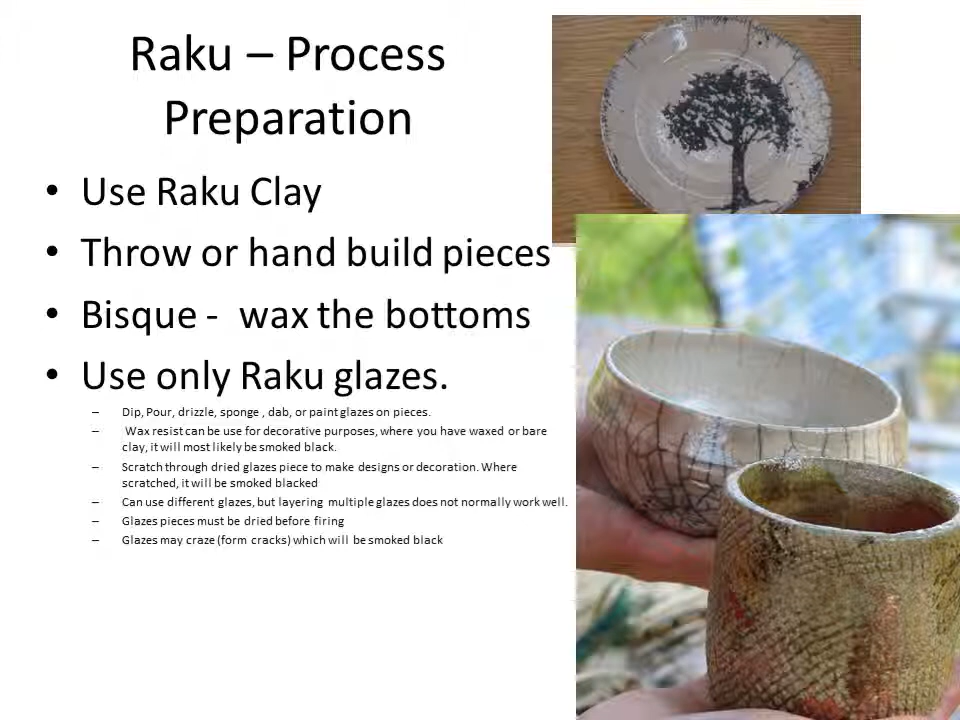 Raku – Process
Preparation
• Use Raku Clay
• Throw or hand build pieces
• Bisque -  wax the bottoms
• Use only Raku glazes.
– Dip, Pour, drizzle, sponge , dab, or paint glazes on pieces.
– Wax resist can be use for decorative purposes, where you have waxed or bare
clay, it will most likely be smoked black.
– Scratch through dried glazes piece to make designs or decoration. Where
scratched, it will be smoked blacked
– Can use different glazes, but layering multiple glazes does not normally work well.
– Glazes pieces must be dried before firing
– Glazes may craze (form cracks) which will be smoked black